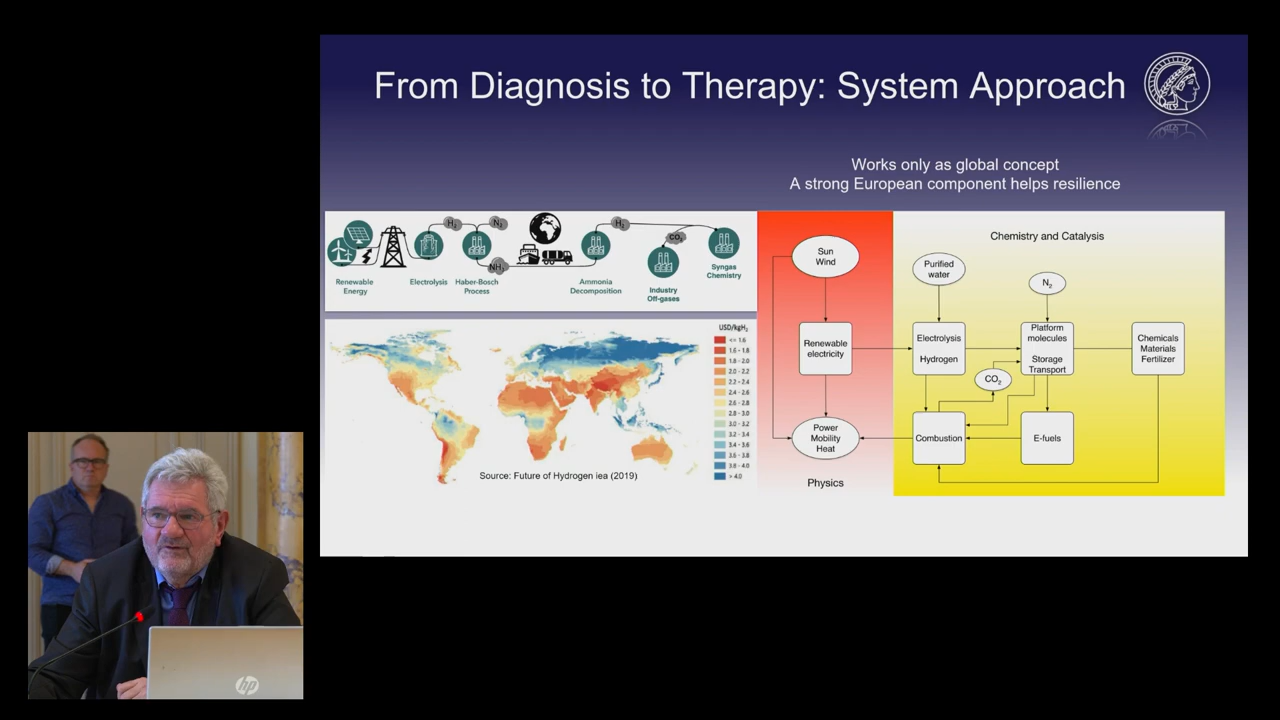 From Diagnosis to Therapy: System Approach
Works only as global concept
A strong European component helps resilience
H₂
N₂
H₂
CO₂
NH₃
Renewable
Energy
Electrolysis
Haber-Bosch
Process
Ammonia
Decomposition
Industry
Off-gases
Syngas
Chemistry
USD/kgH₂
<= 1.6
1.6 - 1.8
1.8 - 2.0
2.0 - 2.2
2.2 - 2.4
2.4 - 2.6
2.6 - 2.8
2.8 - 3.0
3.0 - 3.2
3.2 - 3.4
3.4 - 3.6
3.6 - 3.8
3.8 - 4.0
> 4.0
Source: Future of Hydrogen iea (2019)
Sun
Wind
Renewable
electricity
Power
Mobility
Heat
Physics
Chemistry and Catalysis
Purified
water
N₂
Electrolysis
Hydrogen
Platform
molecules
Storage
Transport
Chemicals
Materials
Fertilizer
CO₂
Combustion
E-fuels
hp